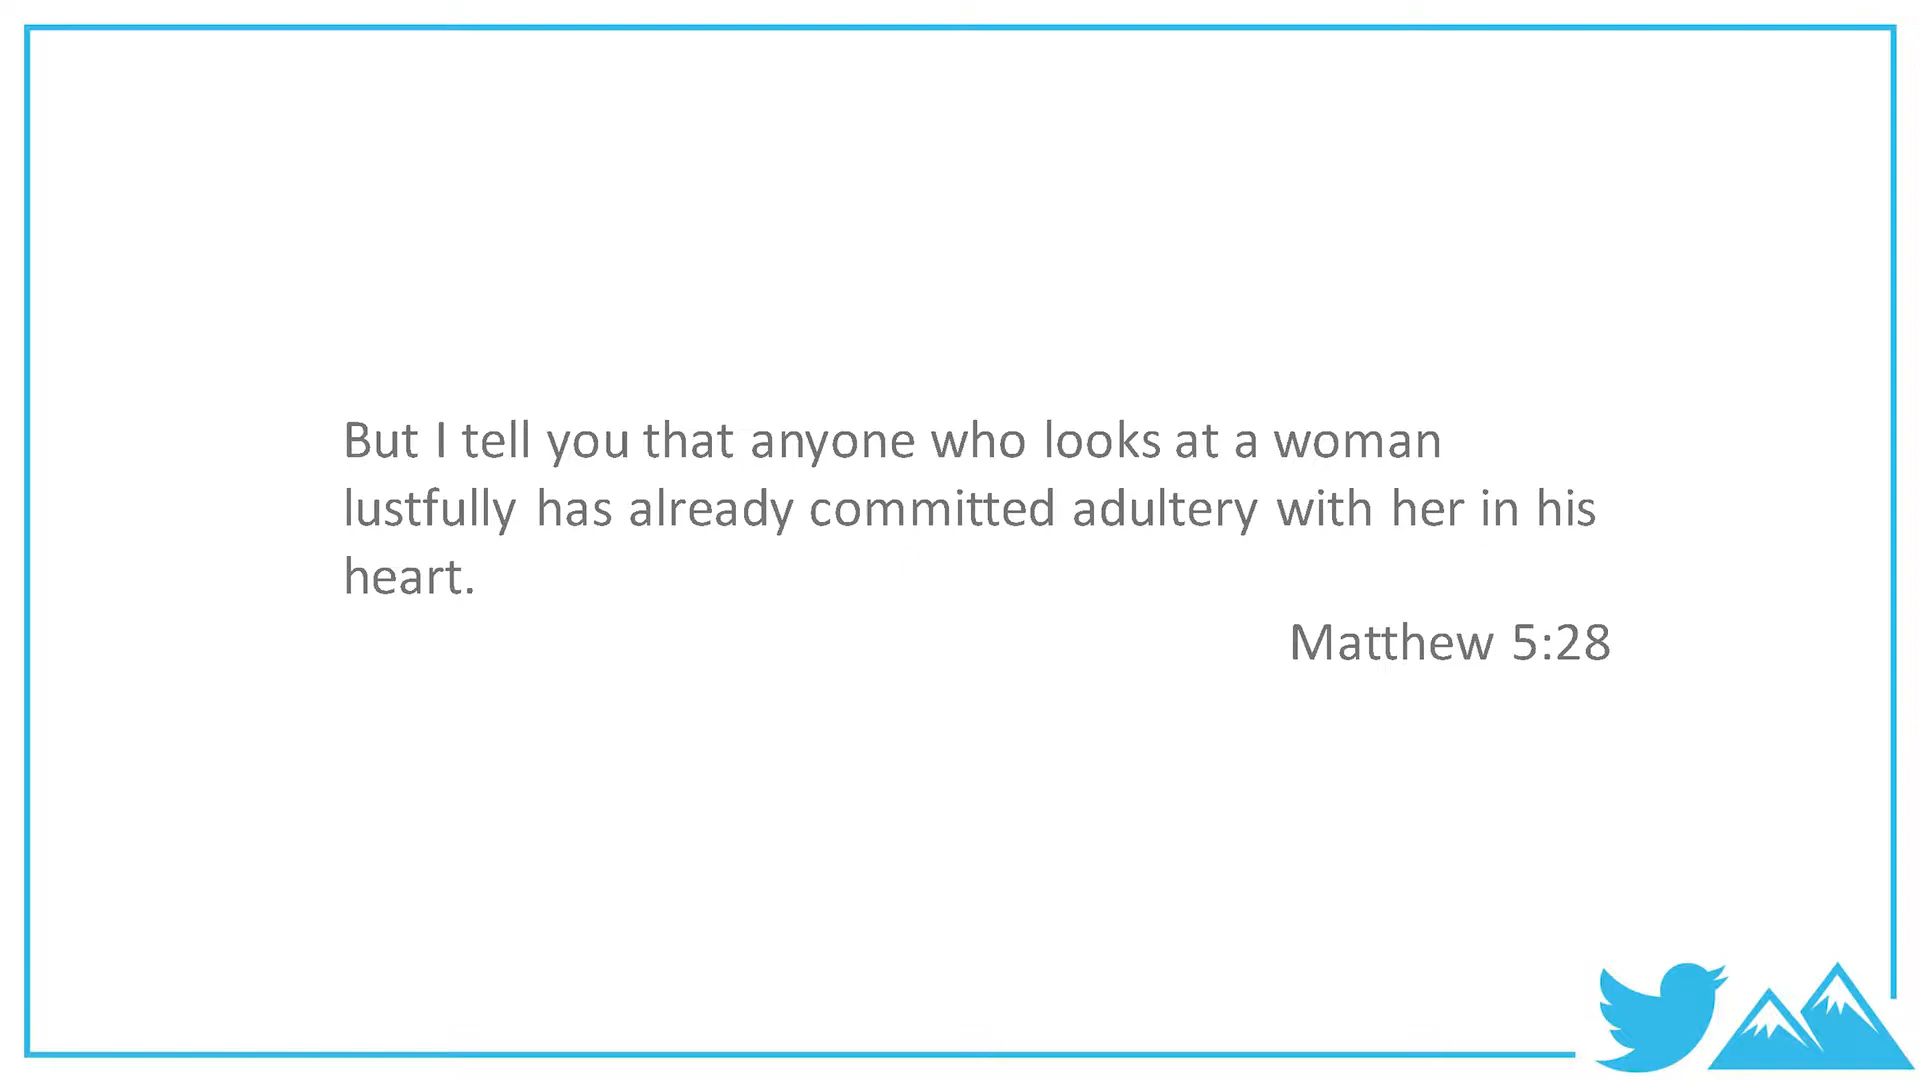 But I tell you that anyone who looks at a woman
lustfully has already committed adultery with her in his
heart.
Matthew 5:28